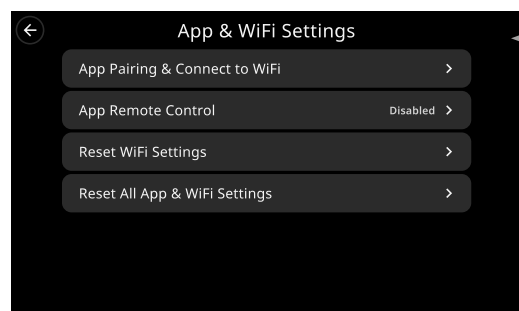 App & WiFi Settings
App Pairing & Connect to WiFi
App Remote Control Disabled
Reset WiFi Settings
Reset All App & WiFi Settings